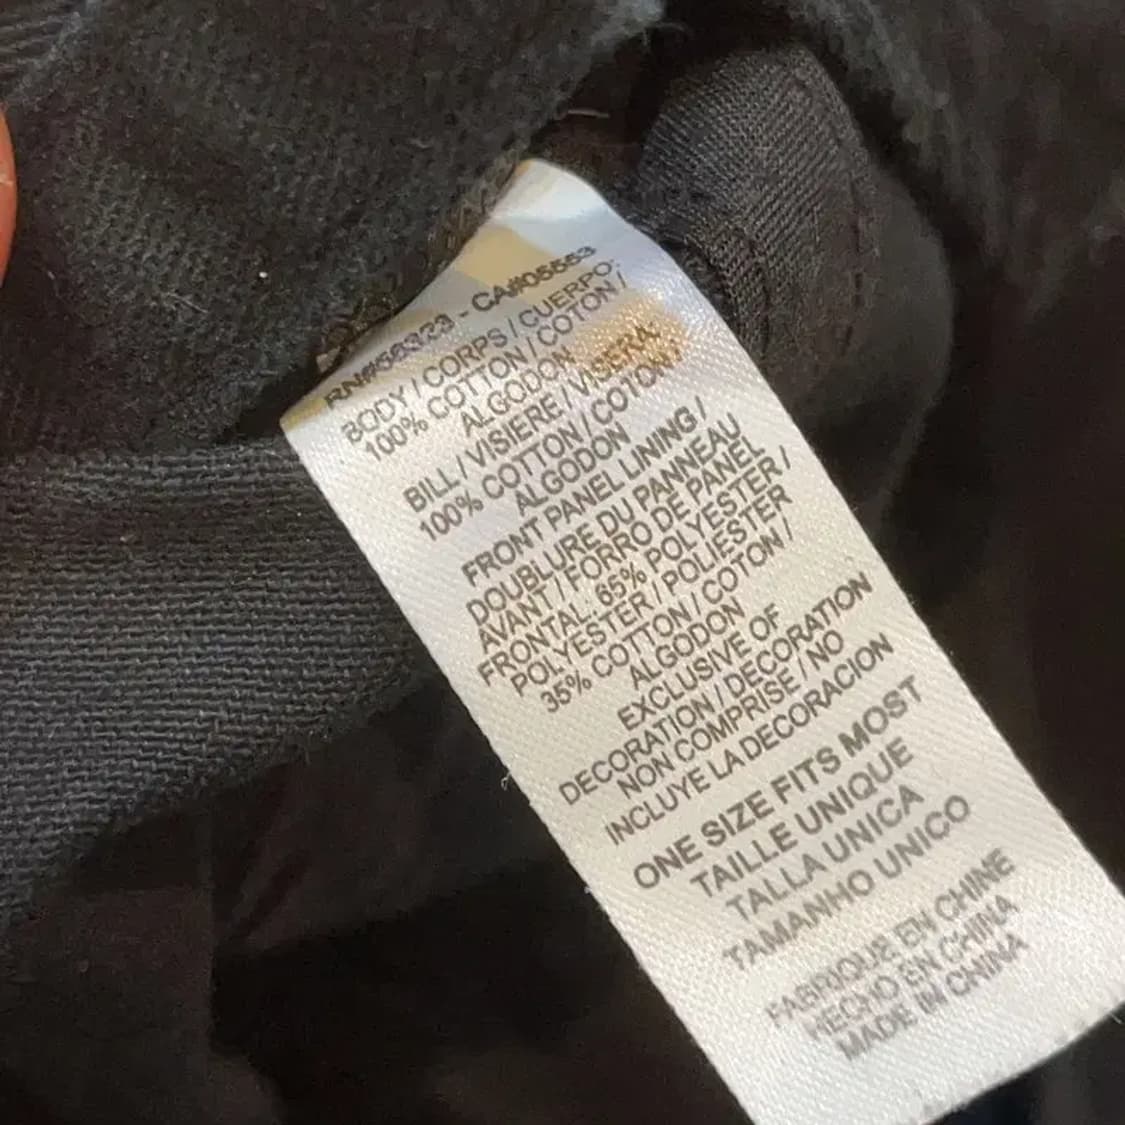 RN#56323 - CA#05553
BODY / CORPS / CUERPO:
100% COTTON / COTON /
ALGODON
BILL / VISIERE / VISERA
100% COTTON / COTON /
ALGODON
FRONT PANEL LINING /
DOUBLURE DU PANNEAU
AVANT / FORRO DE PANEL
FRONTAL: 65% POLYESTER /
POLYESTER / POLIESTER
35% COTTON / COTON /
ALGODON
EXCLUSIVE OF
DECORATION / DECORATION
NON COMPRISE / NO
INCLUYE LA DECORACION
ONE SIZE FITS MOST
TAILLE UNIQUE
TALLA UNICA
TAMANHO UNICO
FABRIQUE EN CHINE
HECHO EN CHINA
MADE IN CHINA